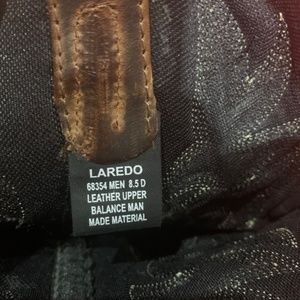 LAREDO
68354 MEN 8.5 D
LEATHER UPPER
BALANCE MAN
MADE MATERIAL